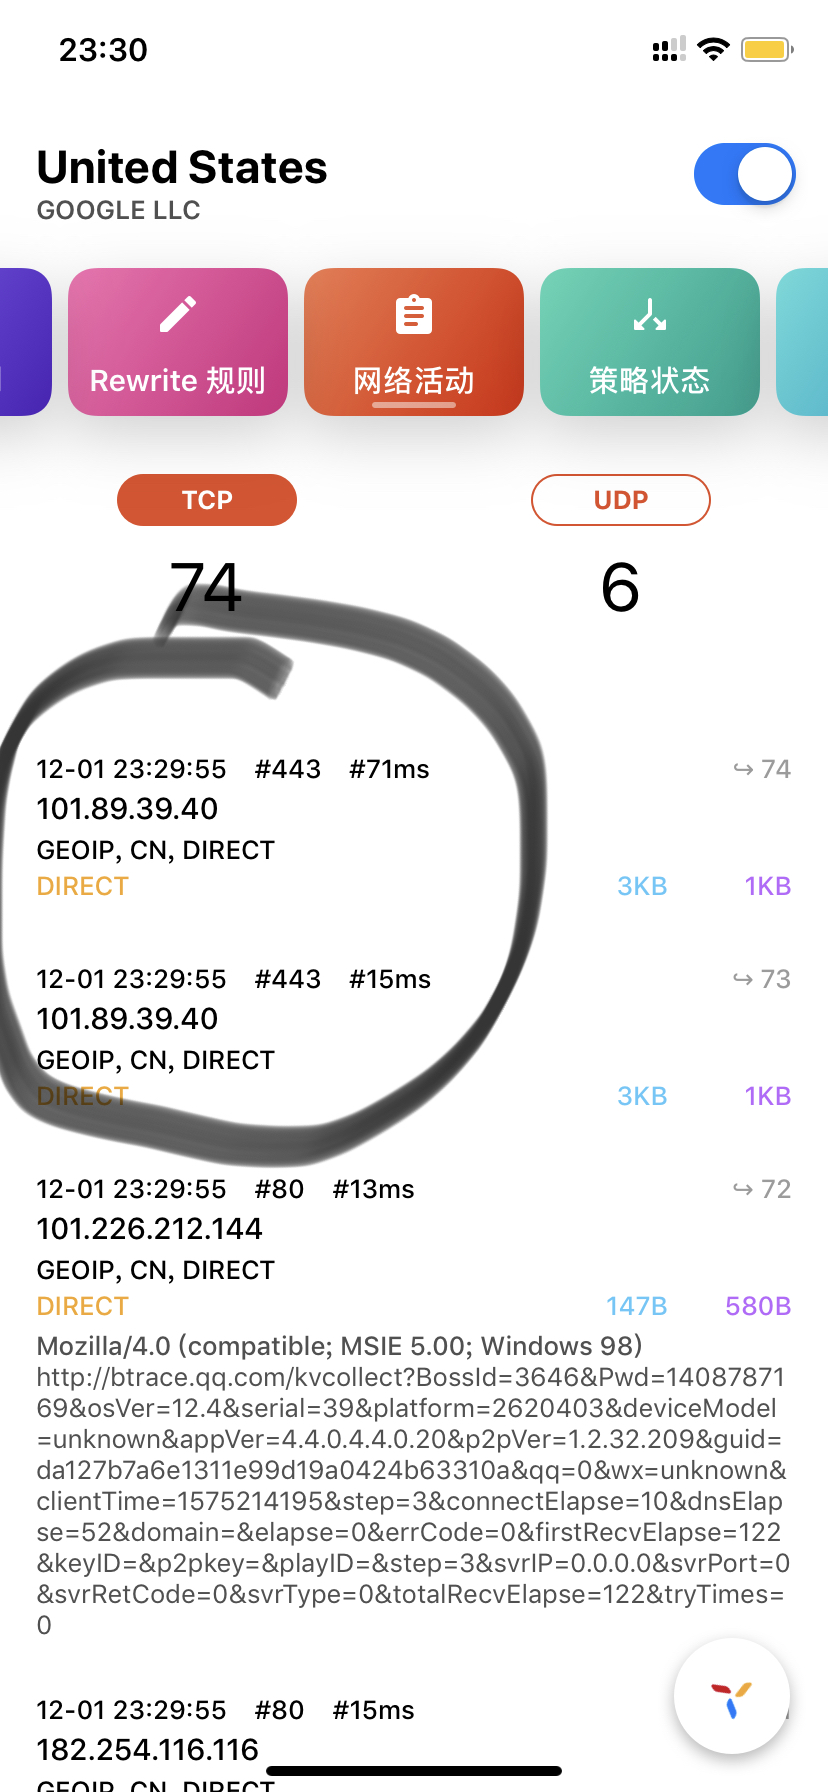 23:30
United States
GOOGLE LLC
Rewrite 规则
网络活动
策略状态
TCP
UDP
74
6
12-01 23:29:55 #443 #71ms ↪ 74
101.89.39.40
GEOIP, CN, DIRECT
DIRECT 3KB 1KB
12-01 23:29:55 #443 #15ms ↪ 73
101.89.39.40
GEOIP, CN, DIRECT
DIRECT 3KB 1KB
12-01 23:29:55 #80 #13ms ↪ 72
101.226.212.144
GEOIP, CN, DIRECT
DIRECT 147B 580B
Mozilla/4.0 (compatible; MSIE 5.00; Windows 98)
http://btrace.qq.com/kvcollect?BossId=3646&Pwd=14087871
69&osVer=12.4&serial=39&platform=2620403&deviceModel
=unknown&appVer=4.4.0.4.4.0.20&p2pVer=1.2.32.209&guid=
da127b7a6e1311e99d19a0424b63310a&qq=0&wx=unknown&
clientTime=1575214195&step=3&connectElapse=10&dnsElap
se=52&domain=&elapse=0&errCode=0&firstRecvElapse=122
&keyID=&p2pkey=&playID=&step=3&svrIP=0.0.0.0&svrPort=0
&svrRetCode=0&svrType=0&totalRecvElapse=122&tryTimes=
0
12-01 23:29:55 #80 #15ms
182.254.116.116
GEOIP, CN, DIRECT